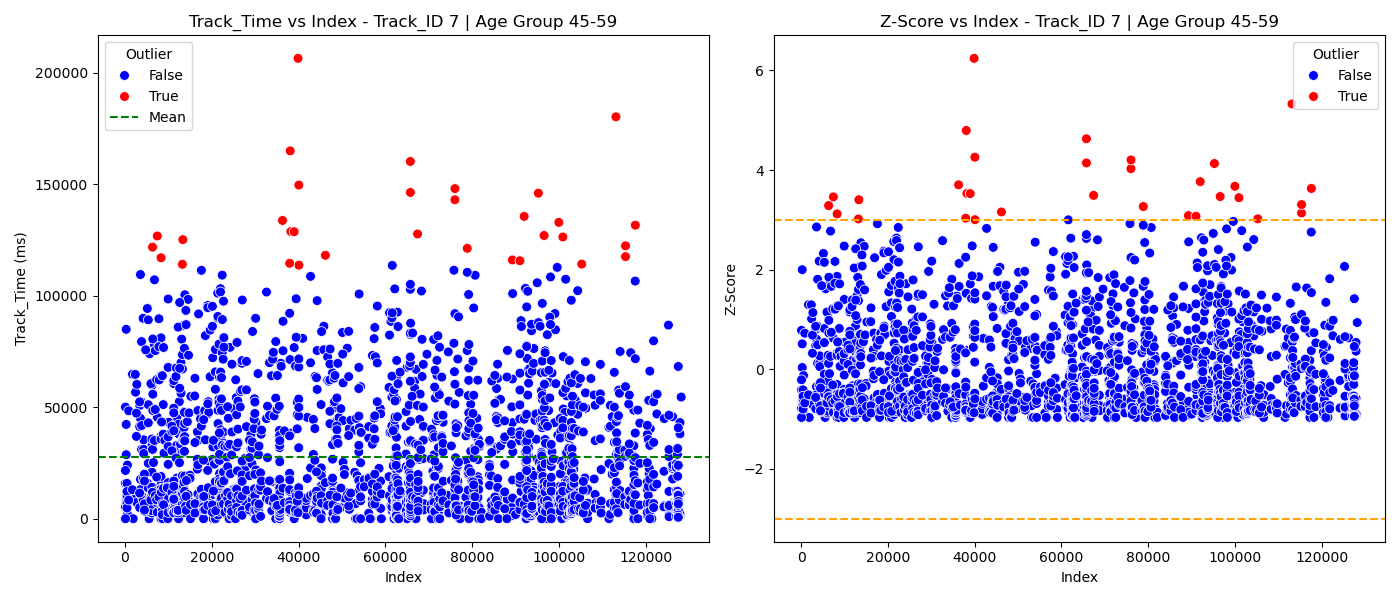 Track_Time vs Index - Track_ID 7 | Age Group 45-59
Track_Time (ms)
200000
150000
100000
50000
0
Outlier
False
True
Mean
0 20000 40000 60000 80000 100000 120000
Index
Z-Score vs Index - Track_ID 7 | Age Group 45-59
Z-Score
6
4
2
0
−2
Outlier
False
True
0 20000 40000 60000 80000 100000 120000
Index